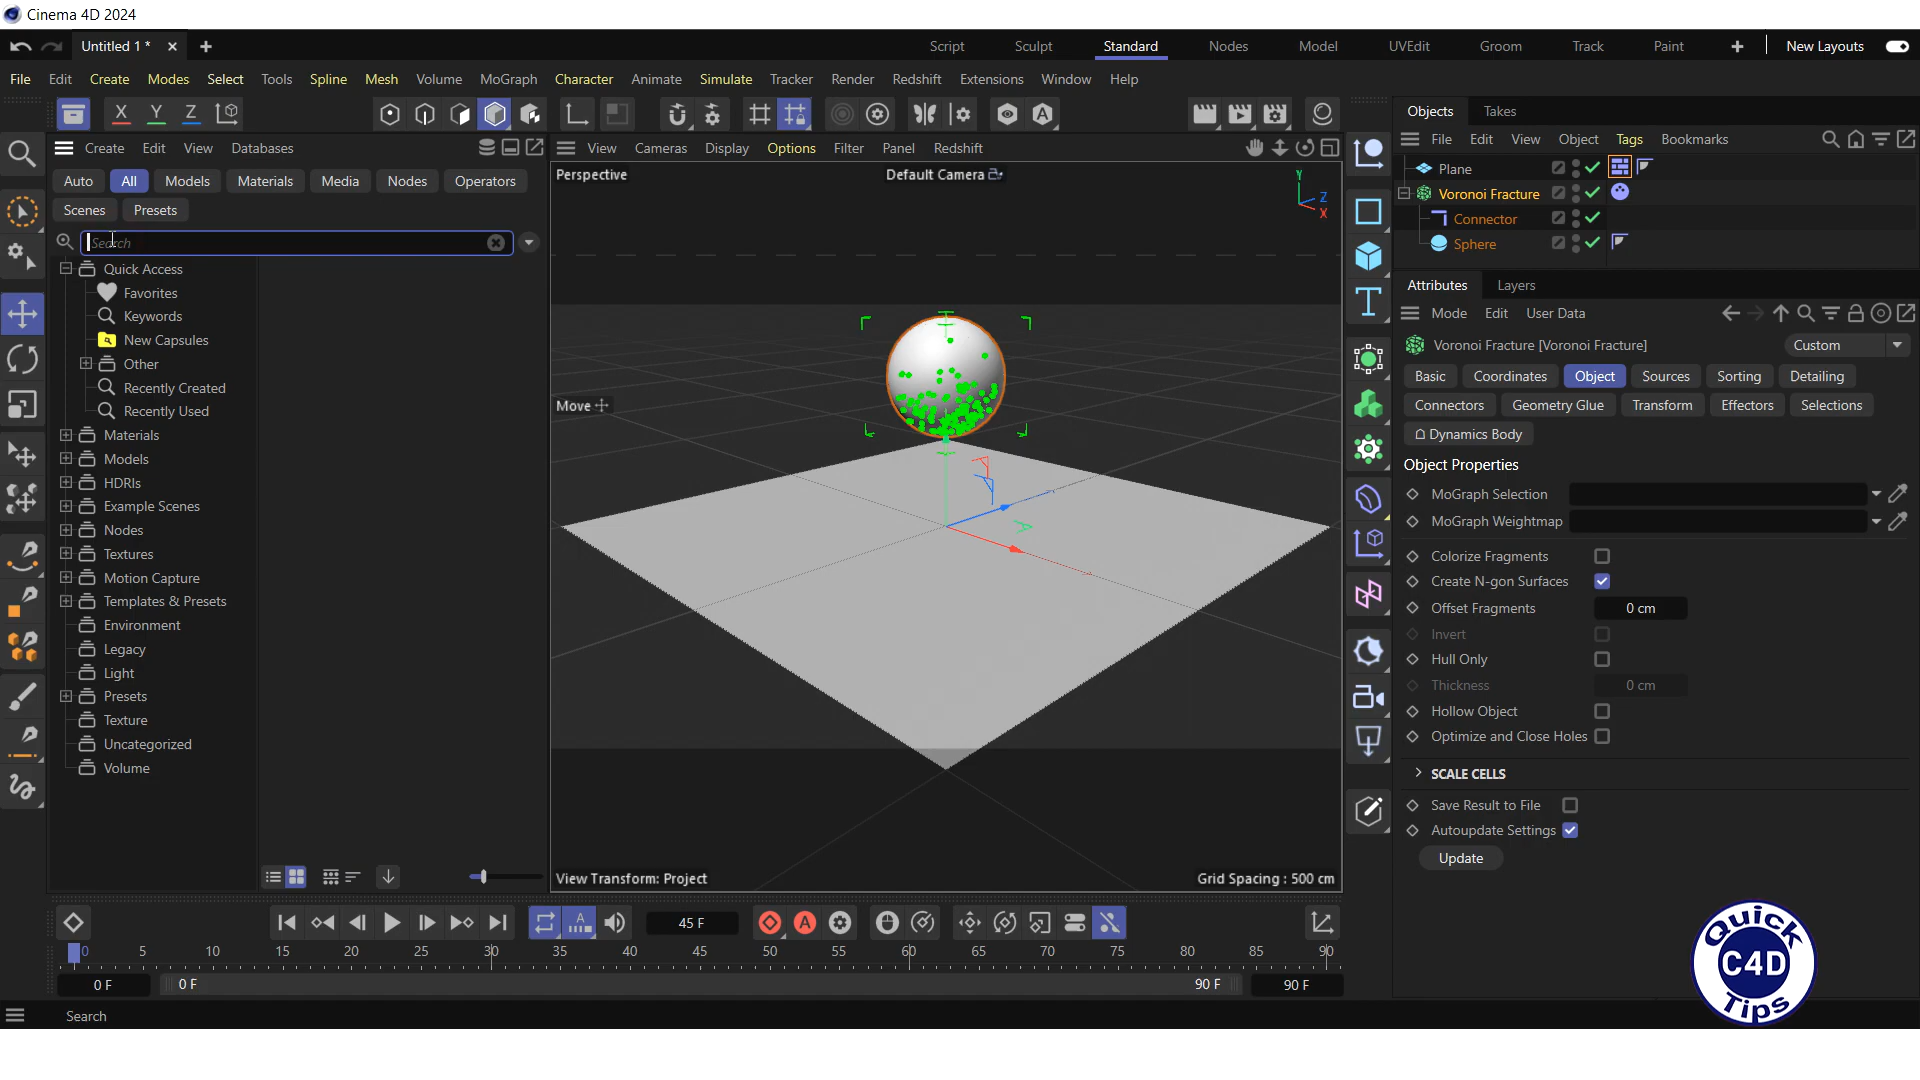 Cinema 4D 2024
Untitled 1 *
Script Sculpt Standard Nodes Model UVEdit Groom Track Paint New Layouts
File Edit Create Modes Select Tools Spline Mesh Volume MoGraph Character Animate Simulate Tracker Render Redshift Extensions Window Help
X Y Z
A
Create Edit View Databases
Auto All Models Materials Media Nodes Operators
Scenes Presets
Search
Quick Access
Favorites
Keywords
New Capsules
Other
Recently Created
Recently Used
Materials
Models
HDRIs
Example Scenes
Nodes
Textures
Motion Capture
Templates & Presets
Environment
Legacy
Light
Presets
Texture
Uncategorized
Volume
View Cameras Display Options Filter Panel Redshift
Perspective
Default Camera
Y
Z
X
Move
View Transform: Project
Grid Spacing : 500 cm
T
Objects Takes
File Edit View Object Tags Bookmarks
Plane
Voronoi Fracture
Connector
Sphere
Attributes Layers
Mode Edit User Data
Voronoi Fracture [Voronoi Fracture]
Custom
Basic Coordinates Object Sources Sorting Detailing
Connectors Geometry Glue Transform Effectors Selections
Dynamics Body
Object Properties
MoGraph Selection
MoGraph Weightmap
Colorize Fragments
Create N-gon Surfaces
Offset Fragments 0 cm
Invert
Hull Only
Thickness 0 cm
Hollow Object
Optimize and Close Holes
SCALE CELLS
Save Result to File
Autoupdate Settings
Update
A
45 F
A
0 5 10 15 20 25 30 35 40 45 50 55 60 65 70 75 80 85 90
0 F
0 F
90 F
90 F
Search
Quick
C4D
Tips